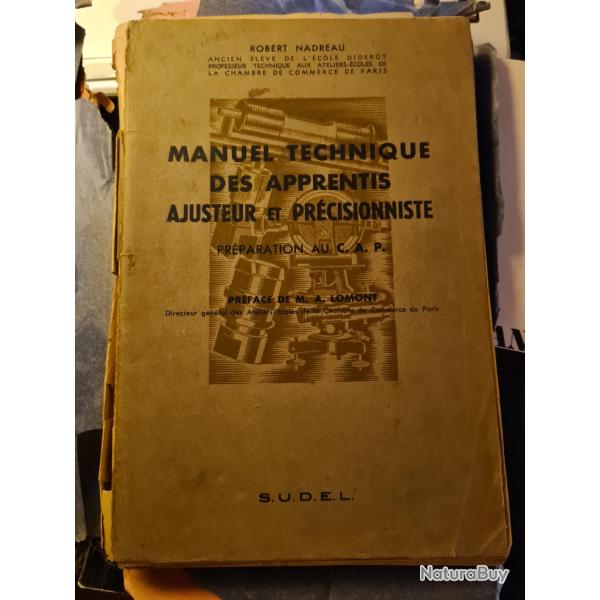 ROBERT NADREAU
ANCIEN ÉLÈVE DE L'ÉCOLE DIDEROT
PROFESSEUR TECHNIQUE AUX ATELIERS-ÉCOLES DE
LA CHAMBRE DE COMMERCE DE PARIS
MANUEL TECHNIQUE
DES APPRENTIS
AJUSTEUR ET PRÉCISIONNISTE
PRÉPARATION AU C. A. P.
PRÉFACE DE M. A. LOMONT
Directeur général des Ateliers-Écoles de la Chambre de Commerce de Paris
S.U.D.E.L.
NaturaBuy